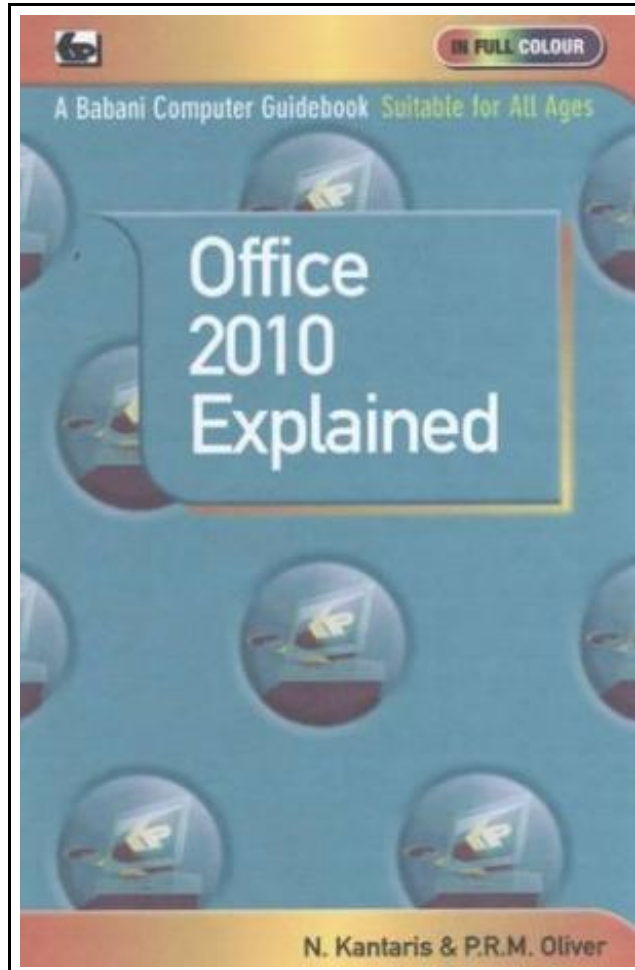 IN FULL COLOUR
A Babani Computer Guidebook Suitable for All Ages
Office
2010
Explained
N. Kantaris & P.R.M. Oliver